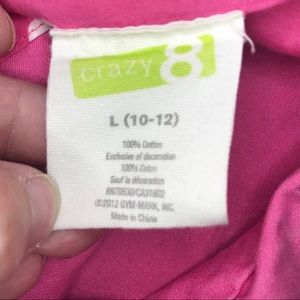 crazy 8
L (10-12)
100% Cotton
Exclusive of decoration
100% Coton
Sauf la décoration
RN70530/CA31602
©2012 GYM-MARK, INC.
Made in China